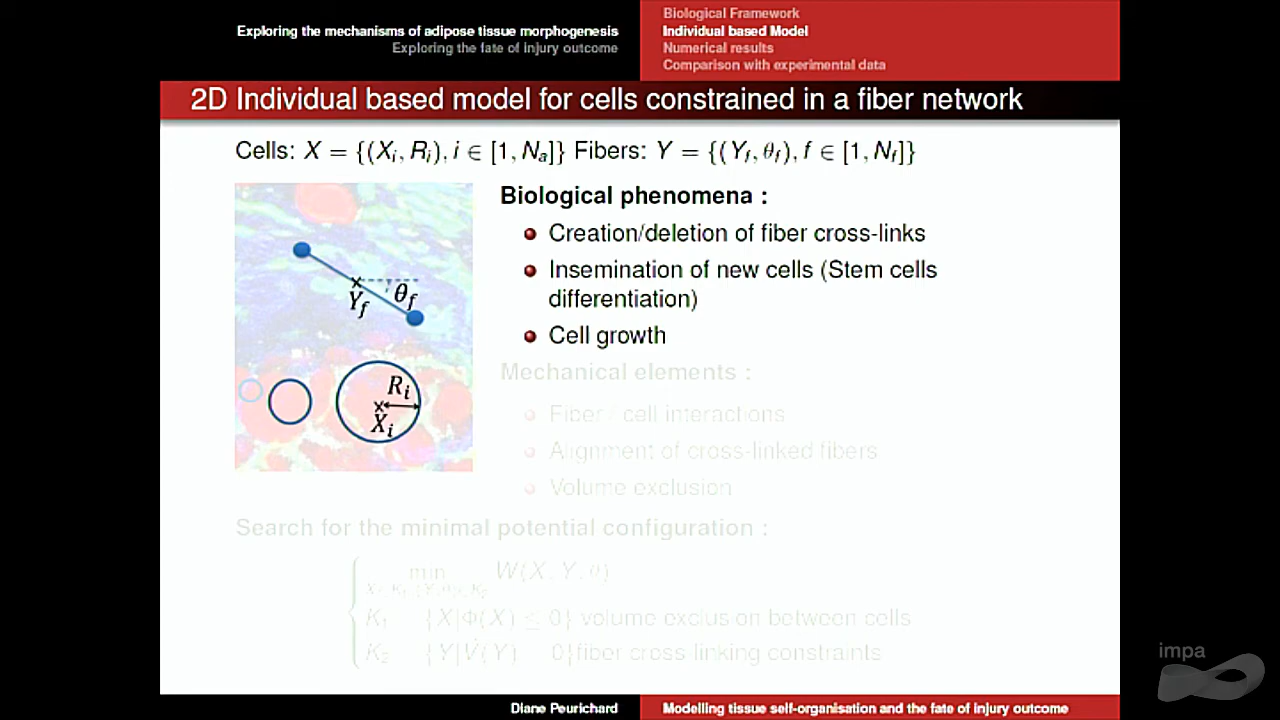 Exploring the mechanisms of adipose tissue morphogenesis
Exploring the fate of injury outcome
Biological Framework
Individual based Model
Numerical results
Comparison with experimental data
2D Individual based model for cells constrained in a fiber network
Cells: X = {(X_i, R_i), i ∈ [1, N_a]} Fibers: Y = {(Y_f, θ_f), f ∈ [1, N_f]}
Y_f θ_f
R_i
X_i
Biological phenomena :
Creation/deletion of fiber cross-links
Insemination of new cells (Stem cells
differentiation)
Cell growth
Mechanical elements :
Fiber / cell interactions
Alignment of cross-linked fibers
Volume exclusion
Search for the minimal potential configuration :
min W(X, Y, θ)
K_1 {X|Φ(X) ≤ 0} volume exclusion between cells
K_2 fiber cross linking constraints
impa
Diane Peurichard
Modelling tissue self-organisation and the fate of injury outcome